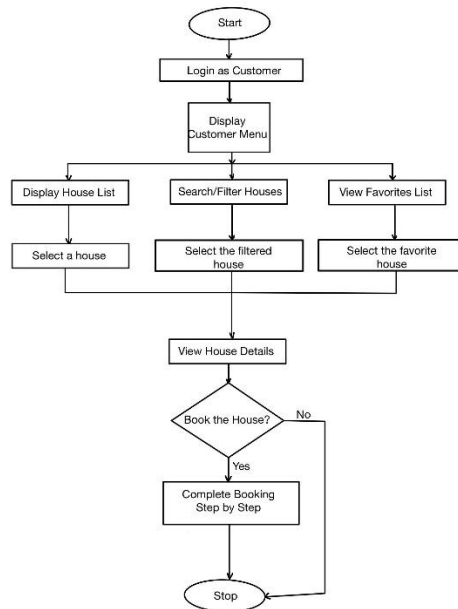 Start
Login as Customer
Display
Customer Menu
Display House List
Search/Filter Houses
View Favorites List
Select a house
Select the filtered
house
Select the favorite
house
View House Details
Book the House?
No
Yes
Complete Booking
Step by Step
Stop